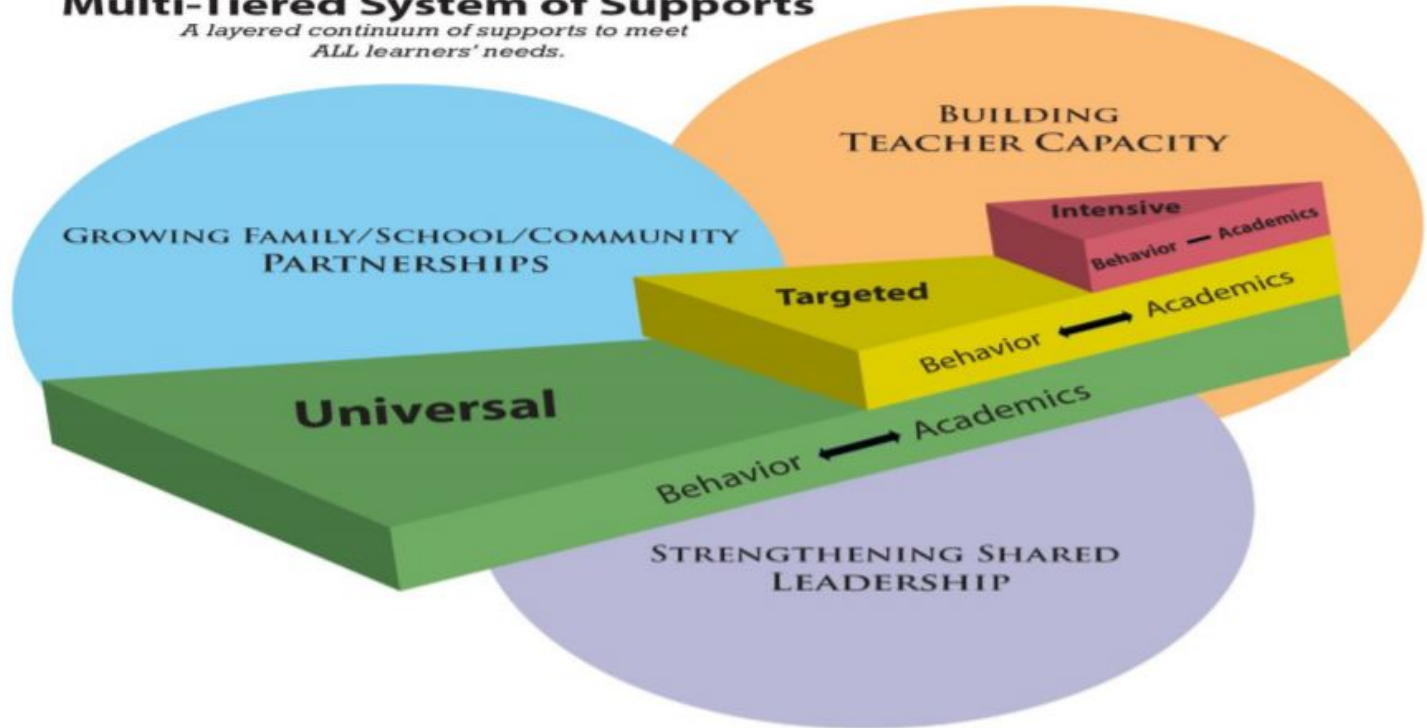 Multi-Tiered System of Supports
A layered continuum of supports to meet
ALL learners' needs.
BUILDING
TEACHER CAPACITY
GROWING FAMILY/SCHOOL/COMMUNITY
PARTNERSHIPS
Intensive
Behavior — Academics
Targeted
Behavior ↔ Academics
Universal
Behavior ↔ Academics
STRENGTHENING SHARED
LEADERSHIP